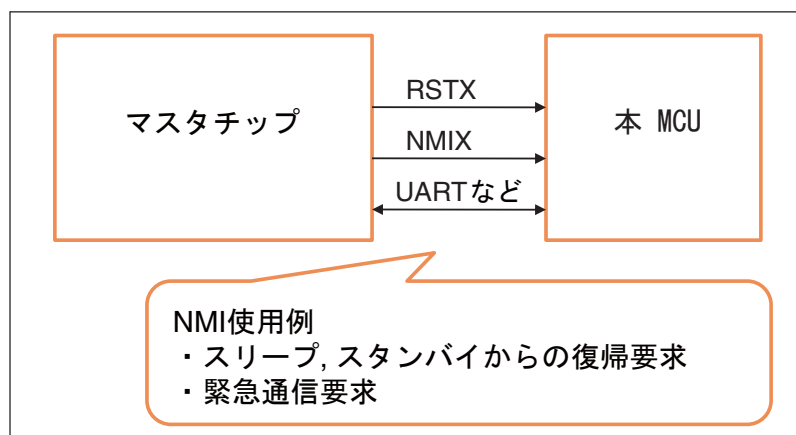 マスタチップ
RSTX
NMIX
UARTなど
本 MCU
NMI使用例
・スリープ, スタンバイからの復帰要求
・緊急通信要求